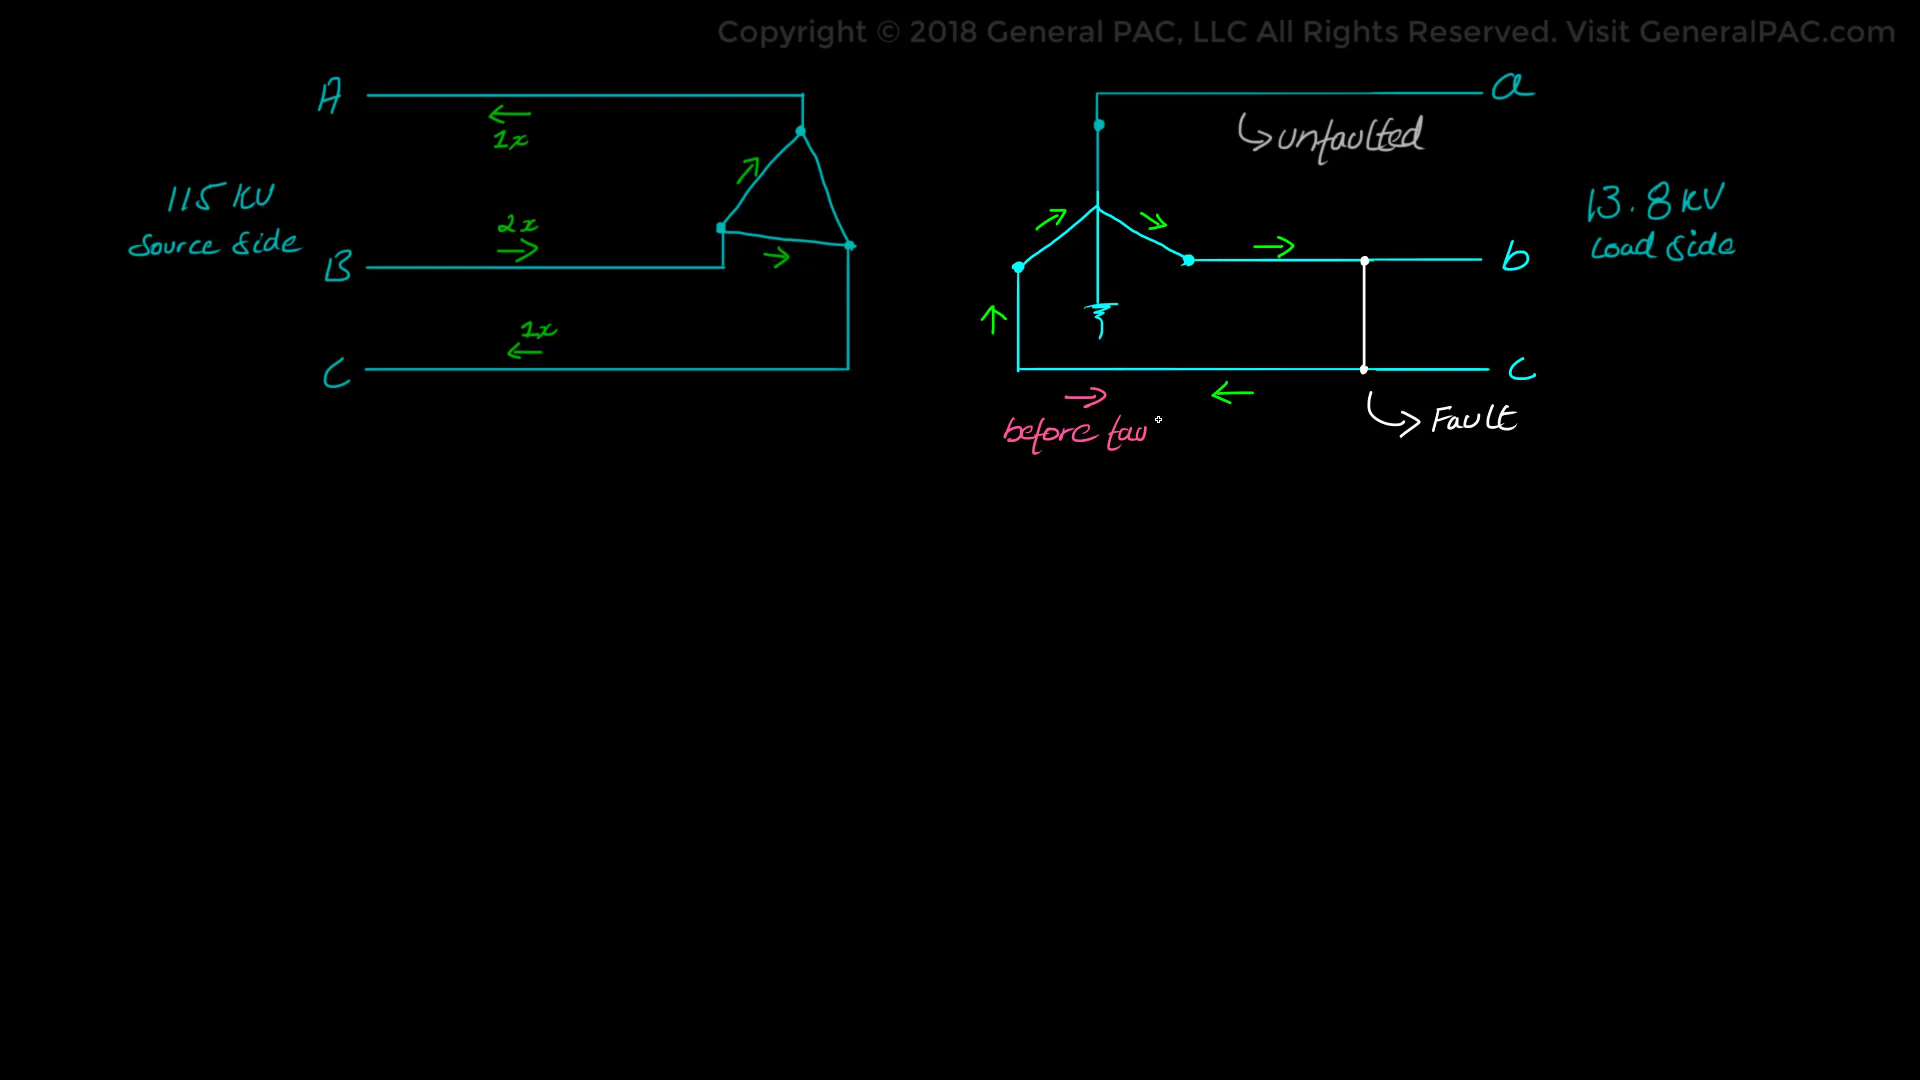 Copyright © 2018 General PAC, LLC All Rights Reserved. Visit GeneralPAC.com
A
1x
115 KV
Source Side
2x
B
1x
C
a
unfaulted
13.8 KV
Load Side
b
c
before fau
Fault